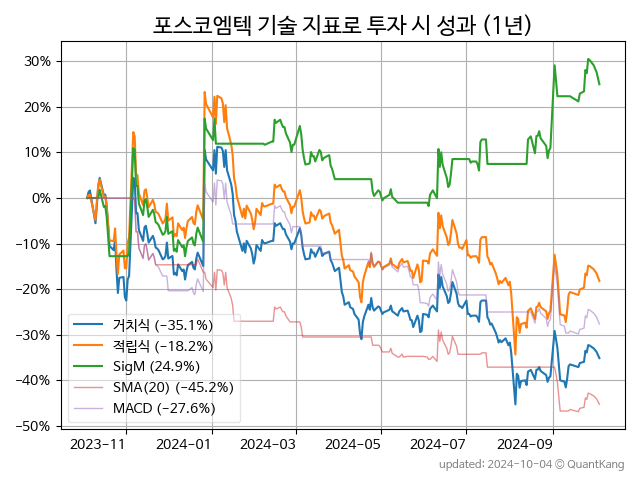 포스코엠텍 기술 지표로 투자 시 성과 (1년)
30%
20%
10%
0%
−10%
−20%
−30%
−40%
−50%
거치식 (−35.1%)
적립식 (−18.2%)
SigM (24.9%)
SMA(20) (−45.2%)
MACD (−27.6%)
2023-11 2024-01 2024-03 2024-05 2024-07 2024-09
updated: 2024-10-04 © QuantKang